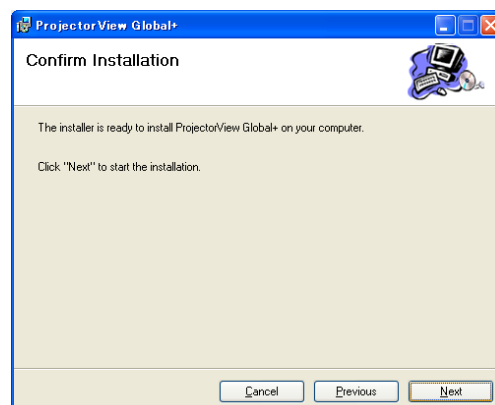 ProjectorView Global+
Confirm Installation
The installer is ready to install ProjectorView Global+ on your computer.
Click "Next" to start the installation.
Cancel
Previous
Next